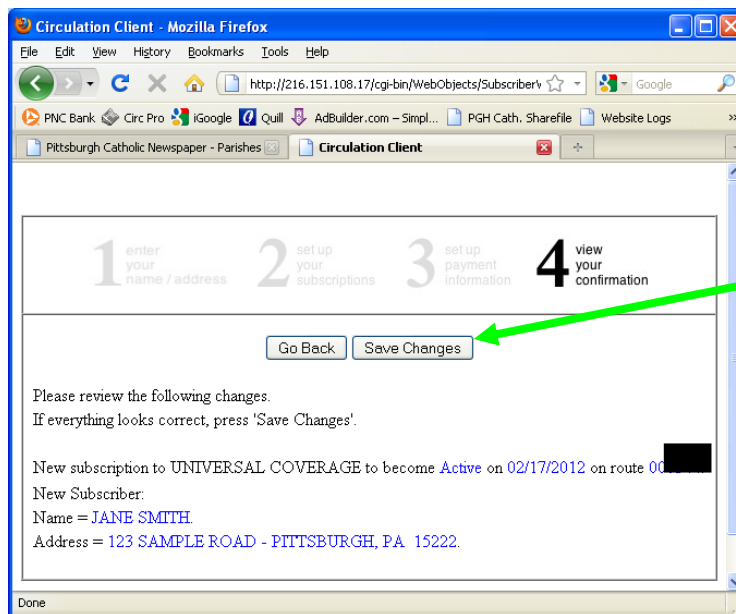 Circulation Client - Mozilla Firefox
File Edit View History Bookmarks Tools Help
http://216.151.108.17/cgi-bin/WebObjects/Subscriber Google
PNC Bank Circ Pro iGoogle Quill AdBuilder.com – Simpl... PGH Cath. Sharefile Website Logs »
Pittsburgh Catholic Newspaper - Parishes Circulation Client
1 enter your name / address
2 set up your subscriptions
3 set up payment information
4 view your confirmation
Go Back Save Changes
Please review the following changes.
If everything looks correct, press 'Save Changes'.
New subscription to UNIVERSAL COVERAGE to become Active on 02/17/2012 on route
New Subscriber:
Name = JANE SMITH.
Address = 123 SAMPLE ROAD - PITTSBURGH, PA 15222.
Done